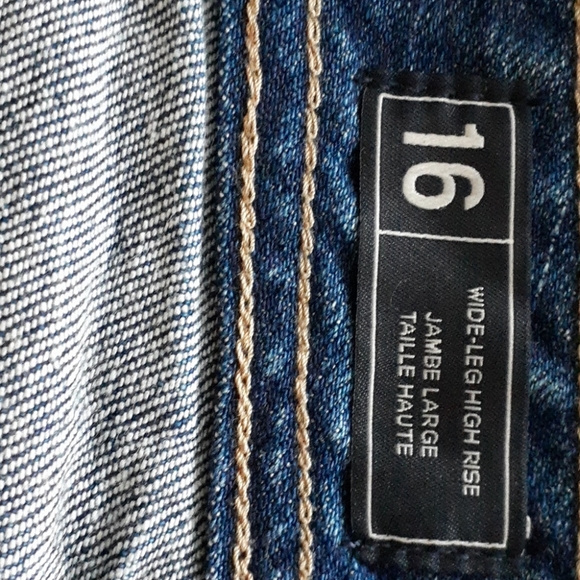 16
WIDE-LEG HIGH RISE
JAMBE LARGE
TAILLE HAUTE